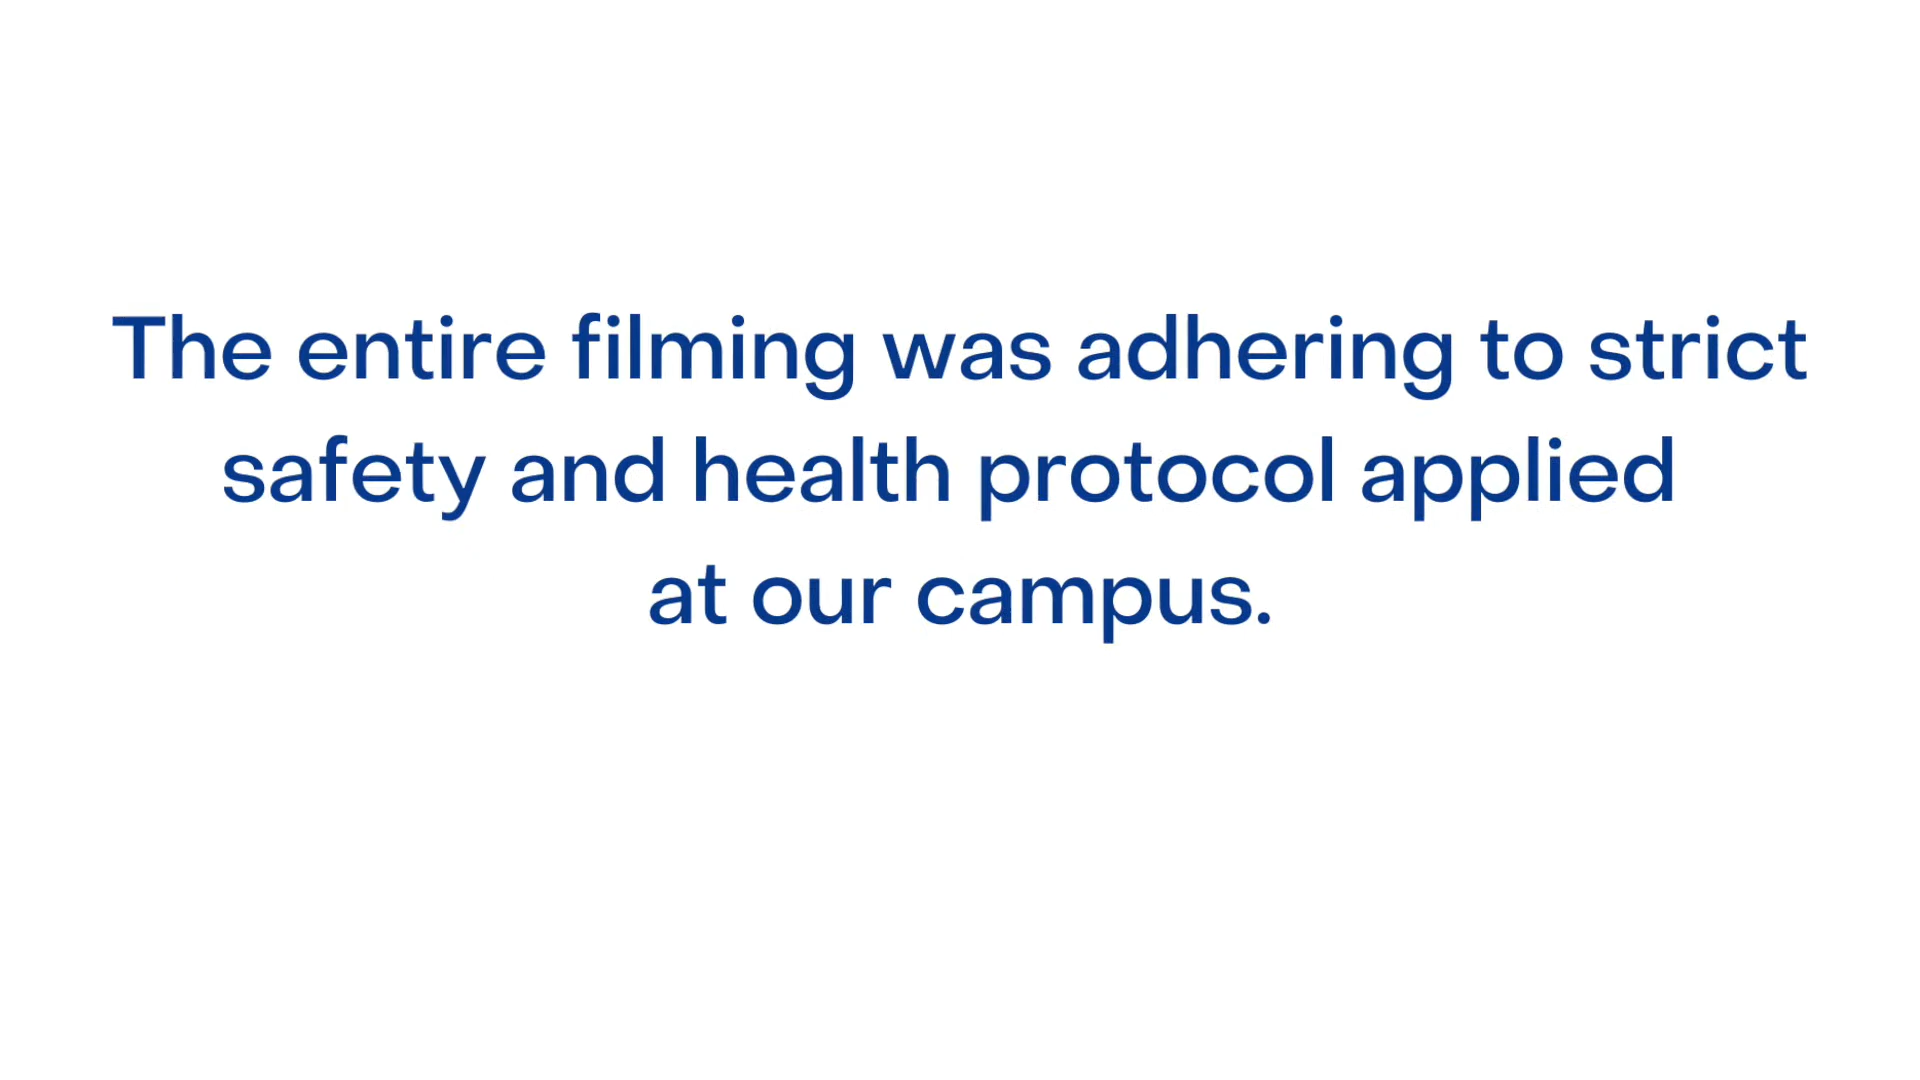 The entire filming was adhering to strict
safety and health protocol applied
at our campus.